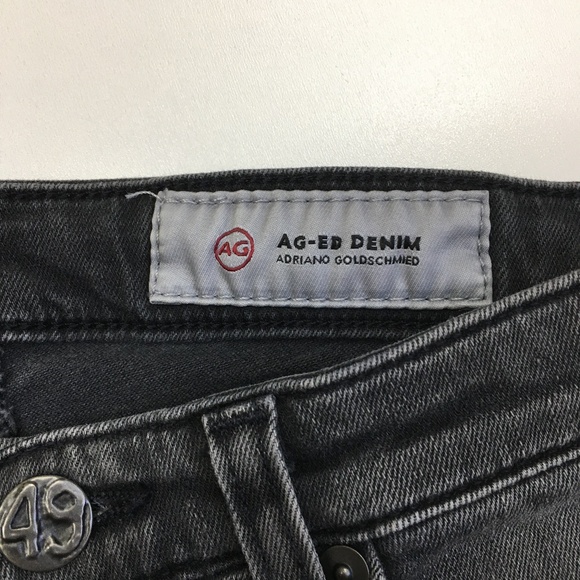 AG
AG-ED DENIM
ADRIANO GOLDSCHMIED
49